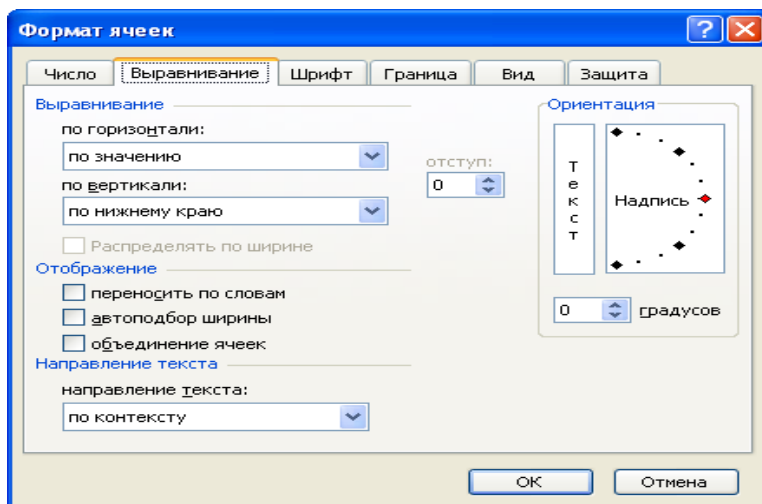 Формат ячеек
Число Выравнивание Шрифт Граница Вид Защита
Выравнивание
по горизонтали:
по значению
отступ:
0
по вертикали:
по нижнему краю
Распределять по ширине
Отображение
переносить по словам
автоподбор ширины
объединение ячеек
Направление текста
направление текста:
по контексту
Ориентация
Текст
Надпись
0 градусов
ОК Отмена